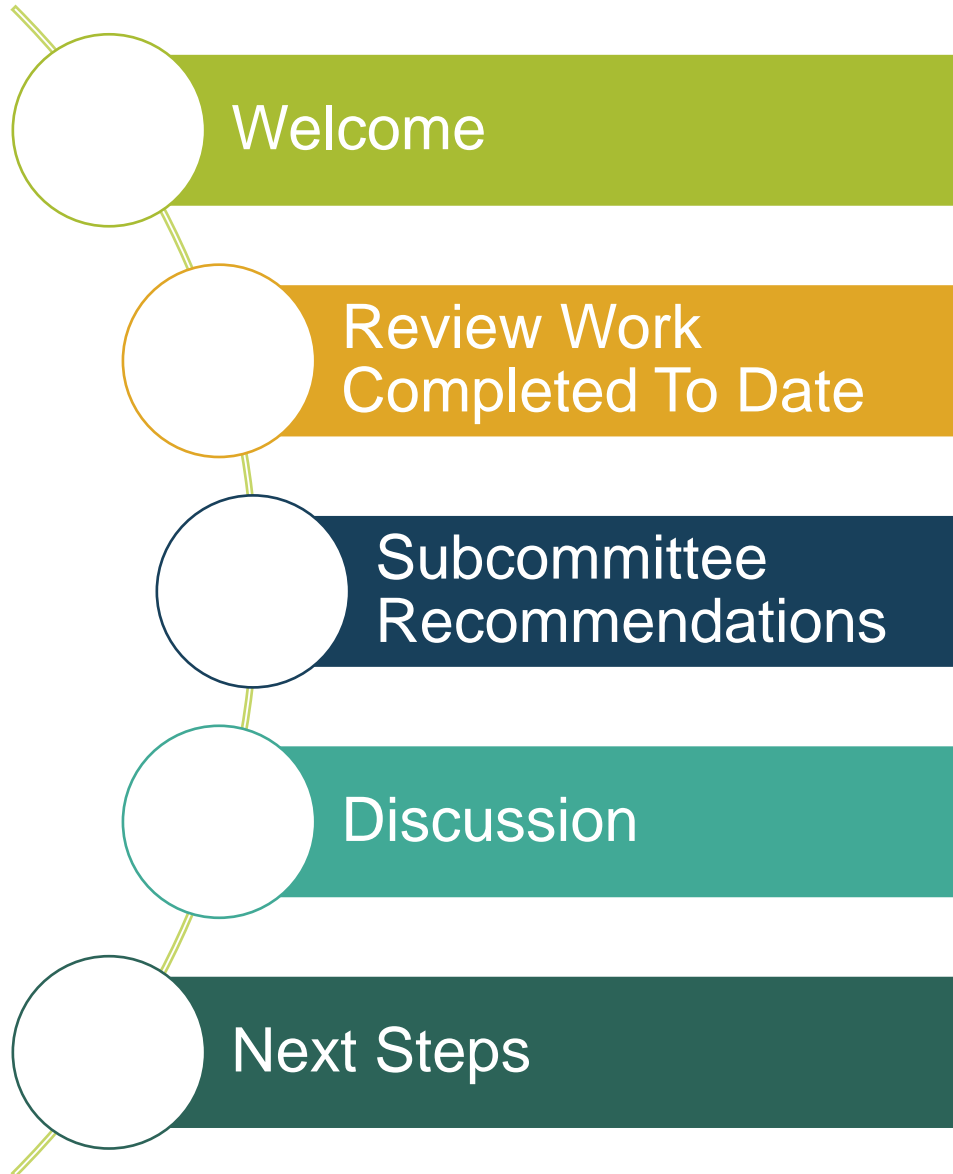 Welcome
Review Work
Completed To Date
Subcommittee
Recommendations
Discussion
Next Steps